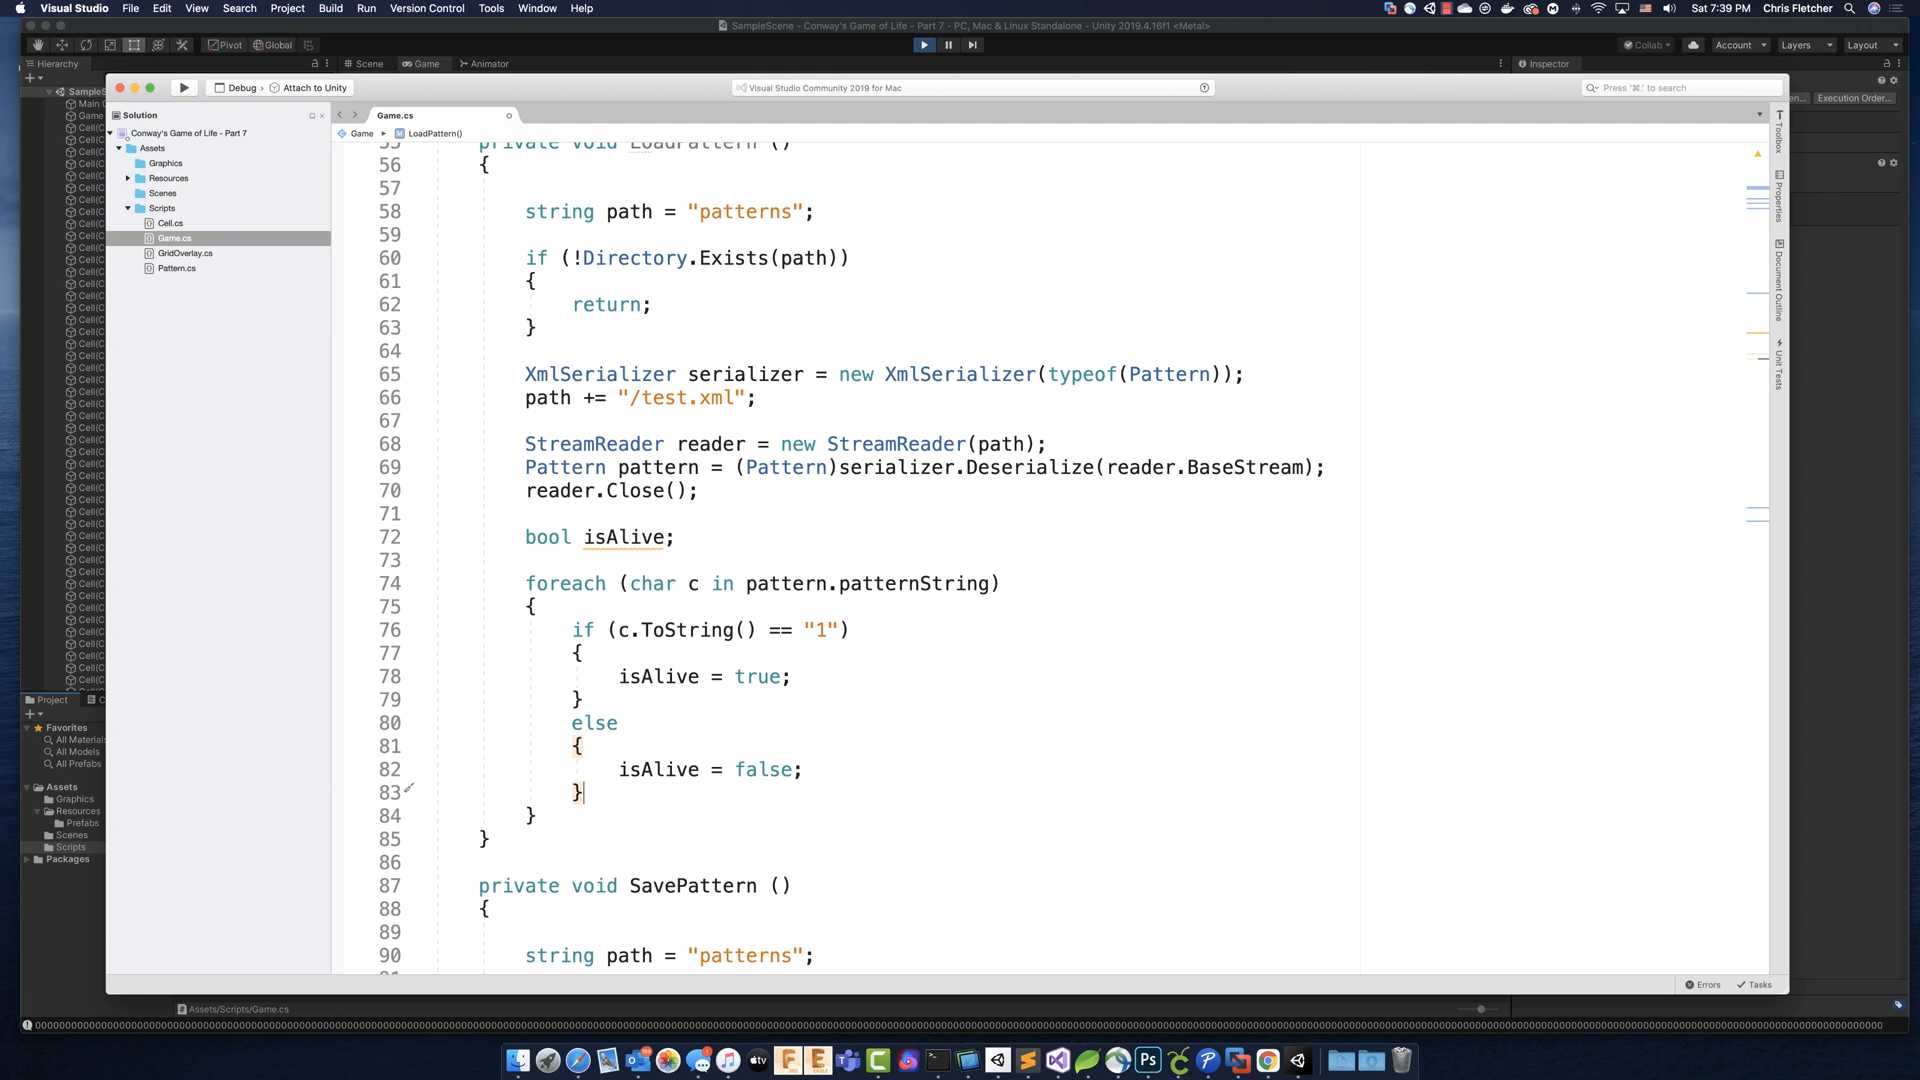 Visual Studio File Edit View Search Project Build Run Version Control Tools Window Help
Sat 7:39 PM Chris Fletcher
SampleScene - Conway's Game of Life - Part 7 - PC, Mac & Linux Standalone - Unity 2019.4.16f1 <Metal>
Pivot Global
Collab Account Layers Layout
Hierarchy Scene Game Animator Inspector
Debug › Attach to Unity
Visual Studio Community 2019 for Mac
Press '⌘.' to search
Execution Order...
Solution
Conway's Game of Life - Part 7
Assets
Graphics
Resources
Scenes
Scripts
Cell.cs
Game.cs
GridOverlay.cs
Pattern.cs
Game.cs
Game LoadPattern()
55 private void LoadPattern ()
56 {
57
58 string path = "patterns";
59
60 if (!Directory.Exists(path))
61 {
62 return;
63 }
64
65 XmlSerializer serializer = new XmlSerializer(typeof(Pattern));
66 path += "/test.xml";
67
68 StreamReader reader = new StreamReader(path);
69 Pattern pattern = (Pattern)serializer.Deserialize(reader.BaseStream);
70 reader.Close();
71
72 bool isAlive;
73
74 foreach (char c in pattern.patternString)
75 {
76 if (c.ToString() == "1")
77 {
78 isAlive = true;
79 }
80 else
81 {
82 isAlive = false;
83 }
84 }
85 }
86
87 private void SavePattern ()
88 {
89
90 string path = "patterns";
Toolbox
Properties
Document Outline
Unit Tests
Errors Tasks
Project
Favorites
All Materials
All Models
All Prefabs
Assets
Graphics
Resources
Prefabs
Scenes
Scripts
Packages
Assets/Scripts/Game.cs